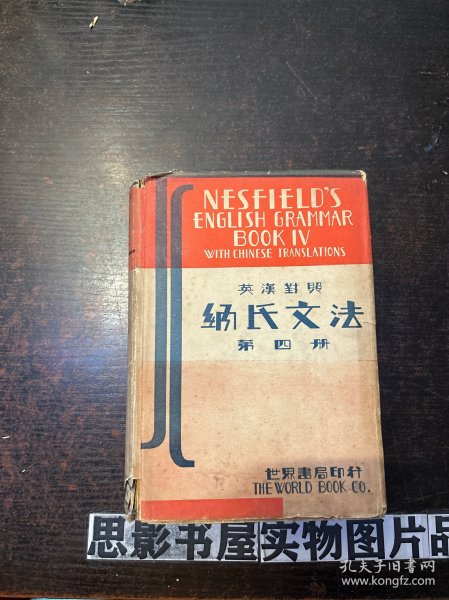 NESFIELD'S
ENGLISH GRAMMAR
BOOK IV
WITH CHINESE TRANSLATIONS
英漢對照
納氏文法
第四册
世界書局印行
THE WORLD BOOK CO.
思影书屋实物图片品
孔夫子旧书网
www.kongfz.com